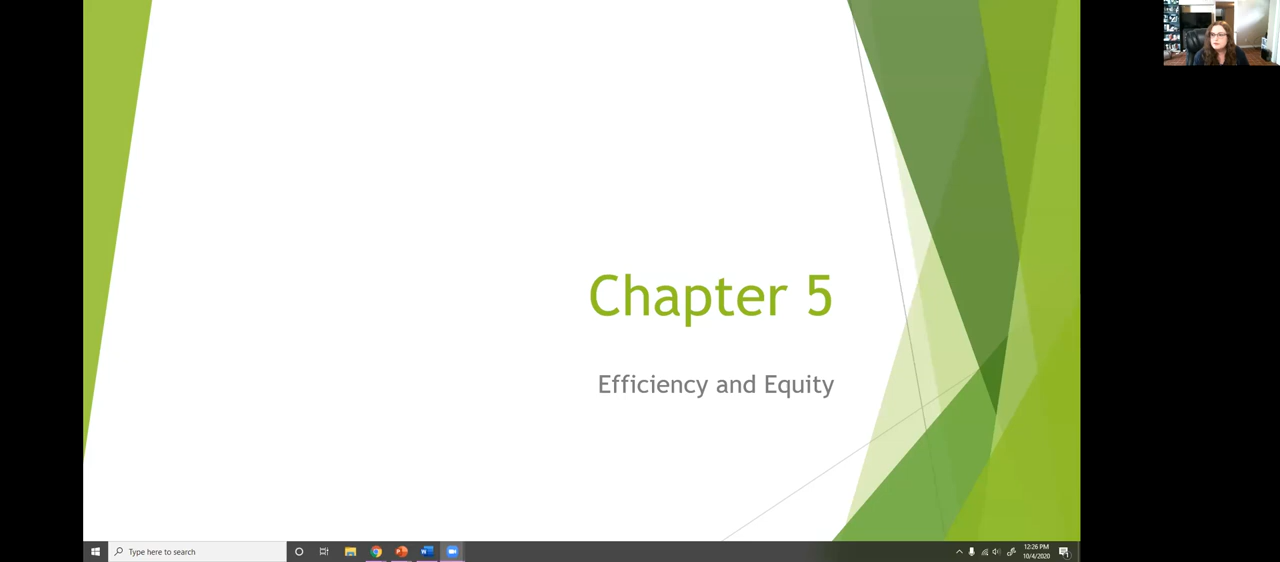 Chapter 5
Efficiency and Equity
Type here to search
12:26 PM
10/4/2020